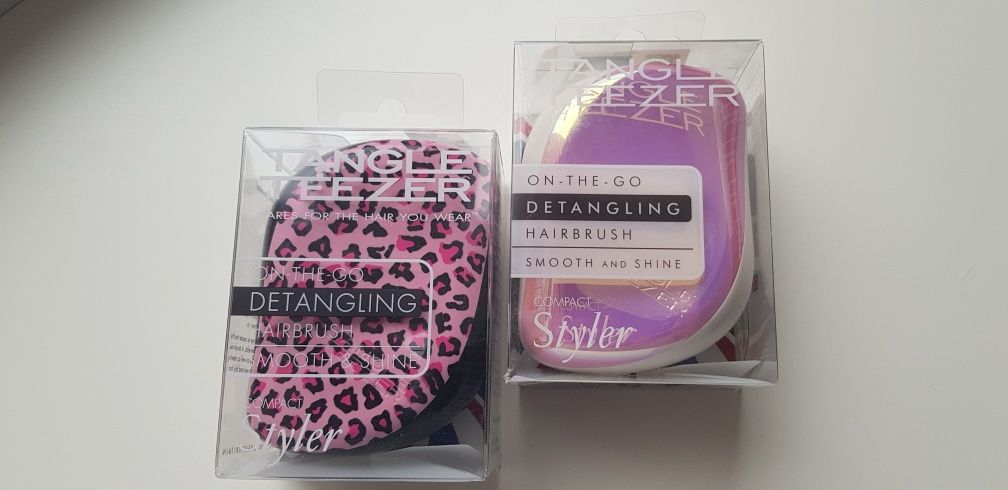 TANGLE
TEEZER
ARES FOR THE HAIR YOU WEAR™
ON-THE-GO
DETANGLING
HAIRBRUSH
SMOOTH & SHINE
COMPACT
Styler
TANGLE
TEEZER
ON-THE-GO
DETANGLING
HAIRBRUSH
SMOOTH AND SHINE
COMPACT
Styler